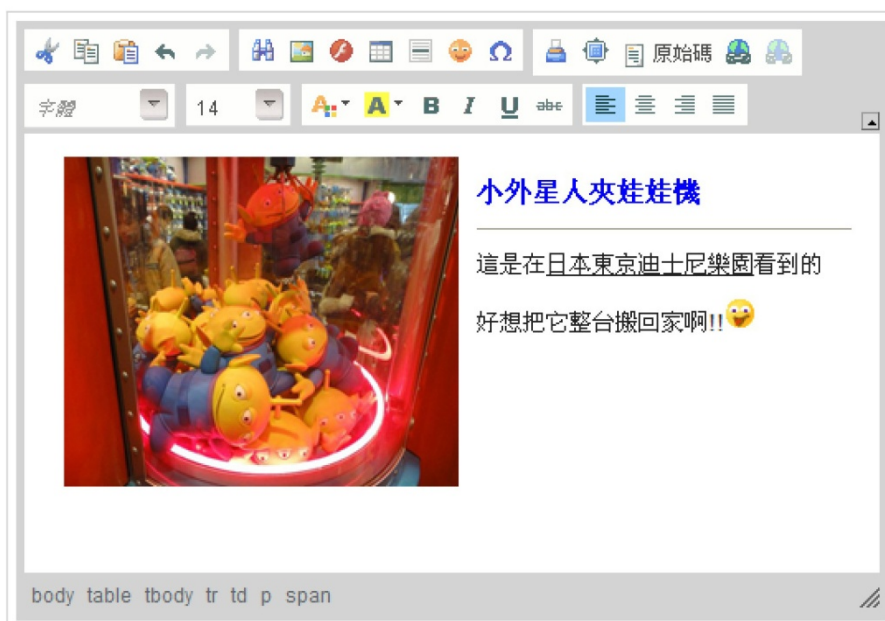 原始碼
字體
14
A
A
B
I
U
abc
小外星人夾娃娃機
這是在日本東京迪士尼樂園看到的
好想把它整台搬回家啊!!
body table tbody tr td p span